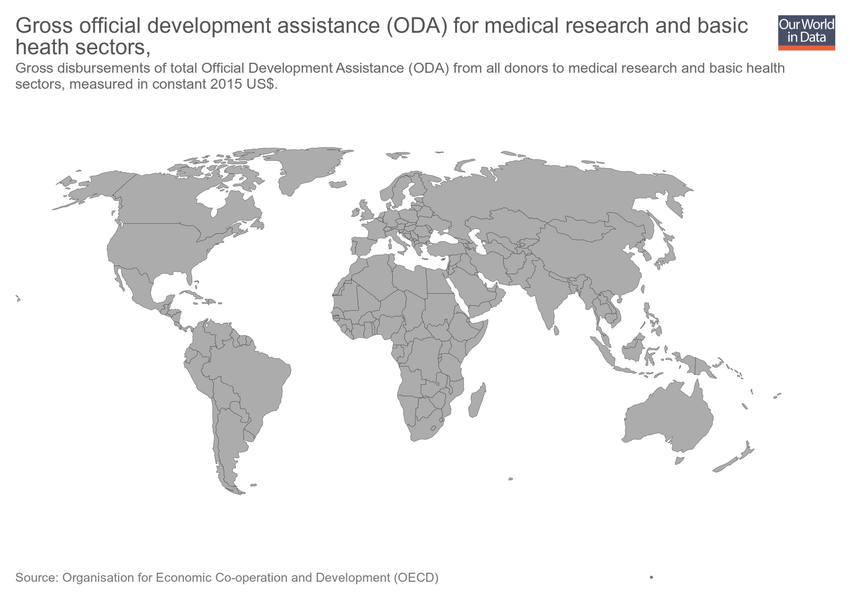 Gross official development assistance (ODA) for medical research and basic
heath sectors,
Our World
in Data
Gross disbursements of total Official Development Assistance (ODA) from all donors to medical research and basic health
sectors, measured in constant 2015 US$.
Source: Organisation for Economic Co-operation and Development (OECD)